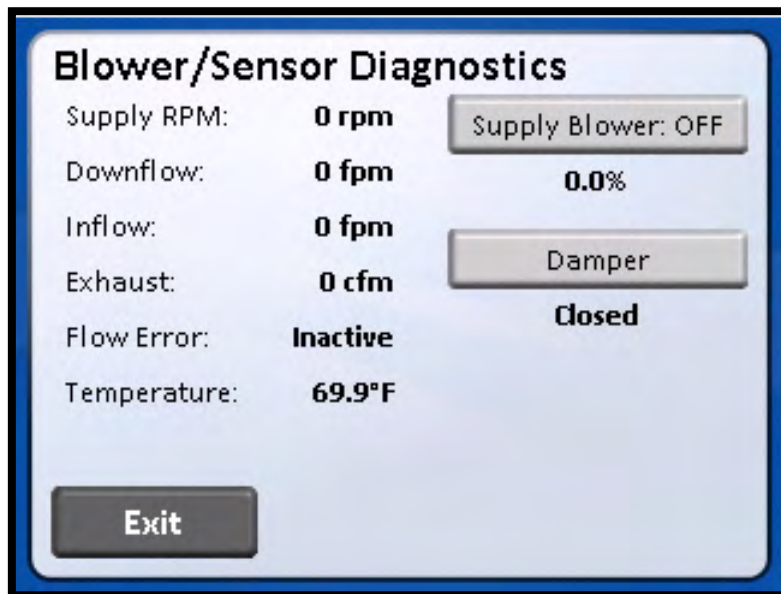 Blower/Sensor Diagnostics
Supply RPM: 0 rpm
Downflow: 0 fpm
Inflow: 0 fpm
Exhaust: 0 cfm
Flow Error: Inactive
Temperature: 69.9°F
Supply Blower: OFF
0.0%
Damper
Closed
Exit